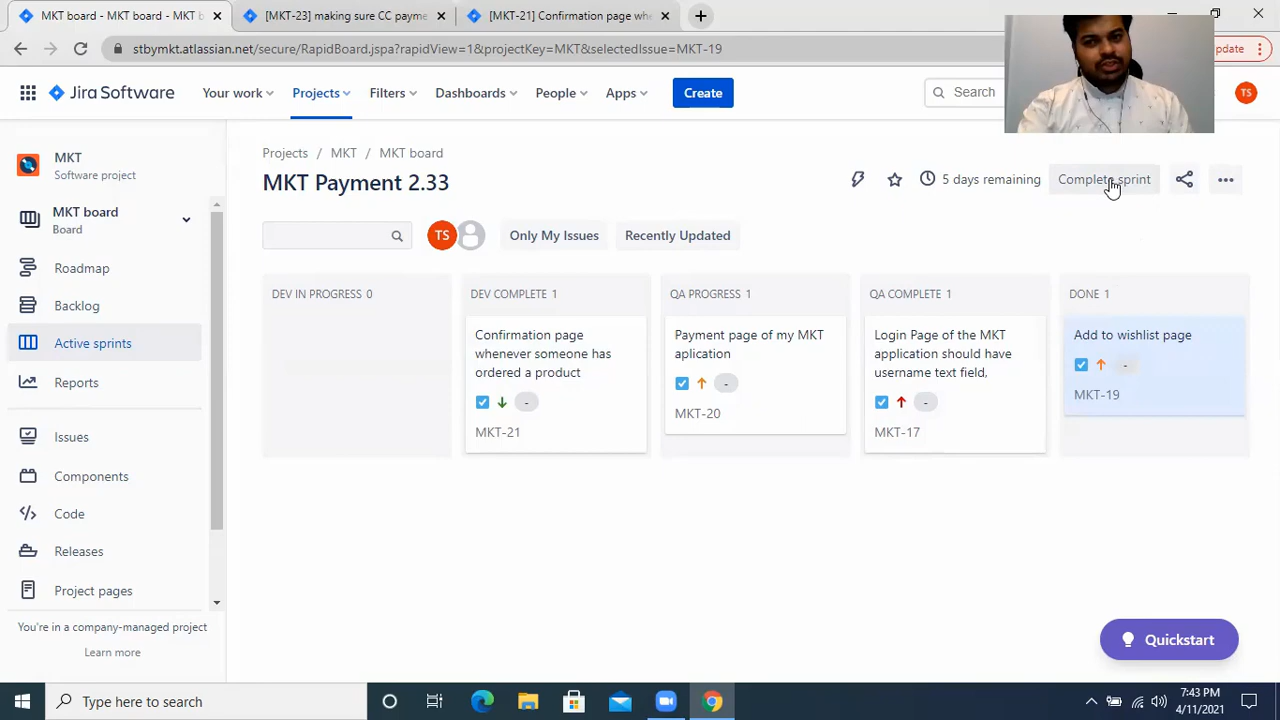 MKT board - MKT board - MKT b
[MKT-23] making sure CC payme
[MKT-21] Confirmation page whe
stbymkt.atlassian.net/secure/RapidBoard.jspa?rapidView=1&projectKey=MKT&selectedIssue=MKT-19
Update
Jira Software
Your work
Projects
Filters
Dashboards
People
Apps
Create
Search
TS
MKT
Software project
MKT board
Board
Roadmap
Backlog
Active sprints
Reports
Issues
Components
Code
Releases
Project pages
You're in a company-managed project
Learn more
Projects / MKT / MKT board
MKT Payment 2.33
5 days remaining
Complete sprint
TS
Only My Issues
Recently Updated
DEV IN PROGRESS 0
DEV COMPLETE 1
QA PROGRESS 1
QA COMPLETE 1
DONE 1
Confirmation page
whenever someone has
ordered a product
-
MKT-21
Payment page of my MKT
aplication
-
MKT-20
Login Page of the MKT
application should have
username text field,
-
MKT-17
Add to wishlist page
-
MKT-19
Quickstart
Type here to search
7:43 PM
4/11/2021